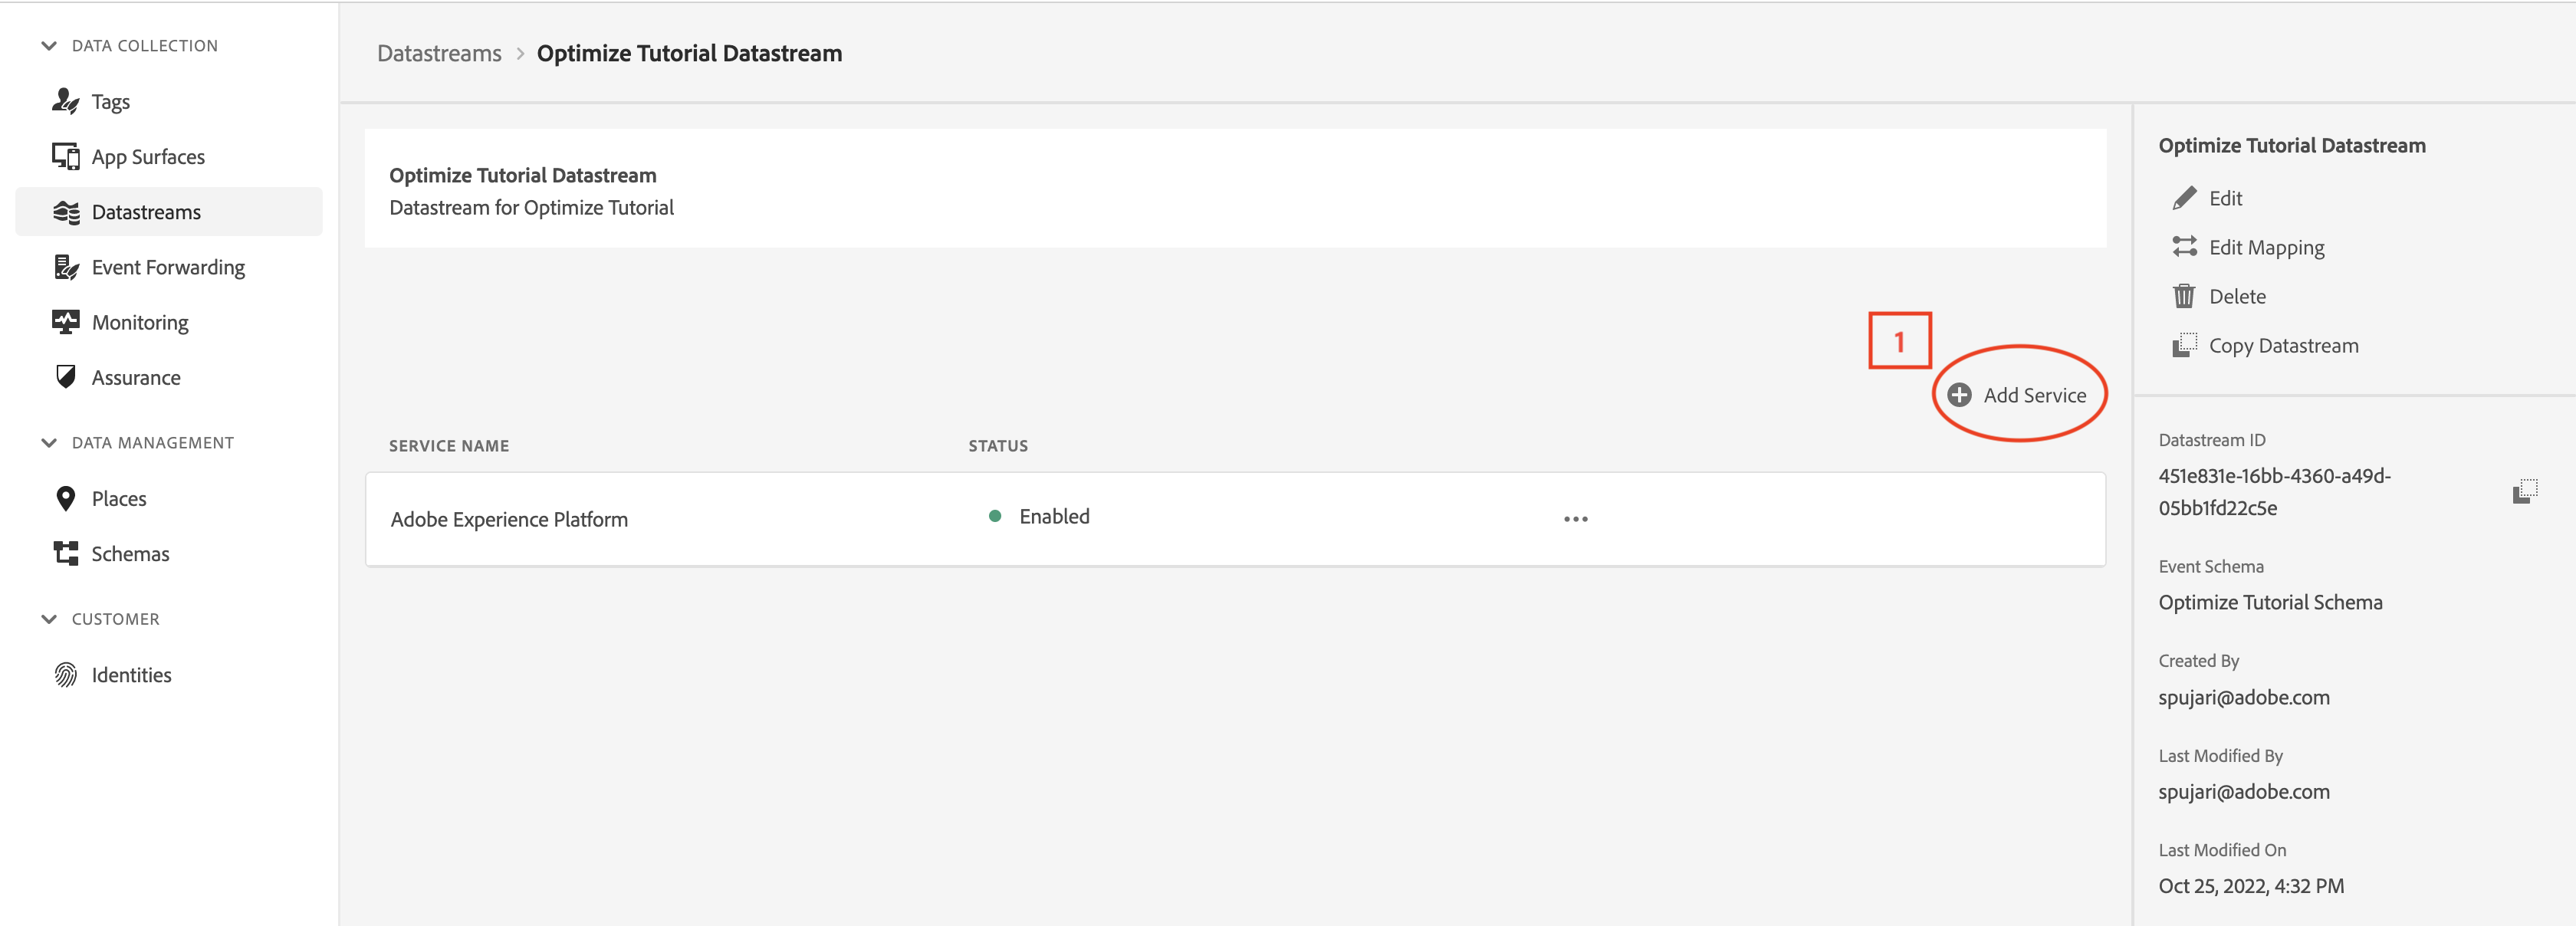 DATA COLLECTION
Tags
App Surfaces
Datastreams
Event Forwarding
Monitoring
Assurance
DATA MANAGEMENT
Places
Schemas
CUSTOMER
Identities
Datastreams > Optimize Tutorial Datastream
Optimize Tutorial Datastream
Datastream for Optimize Tutorial
1
Add Service
SERVICE NAME STATUS
Adobe Experience Platform Enabled
Optimize Tutorial Datastream
Edit
Edit Mapping
Delete
Copy Datastream
Datastream ID
451e831e-16bb-4360-a49d-
05bb1fd22c5e
Event Schema
Optimize Tutorial Schema
Created By
spujari@adobe.com
Last Modified By
spujari@adobe.com
Last Modified On
Oct 25, 2022, 4:32 PM